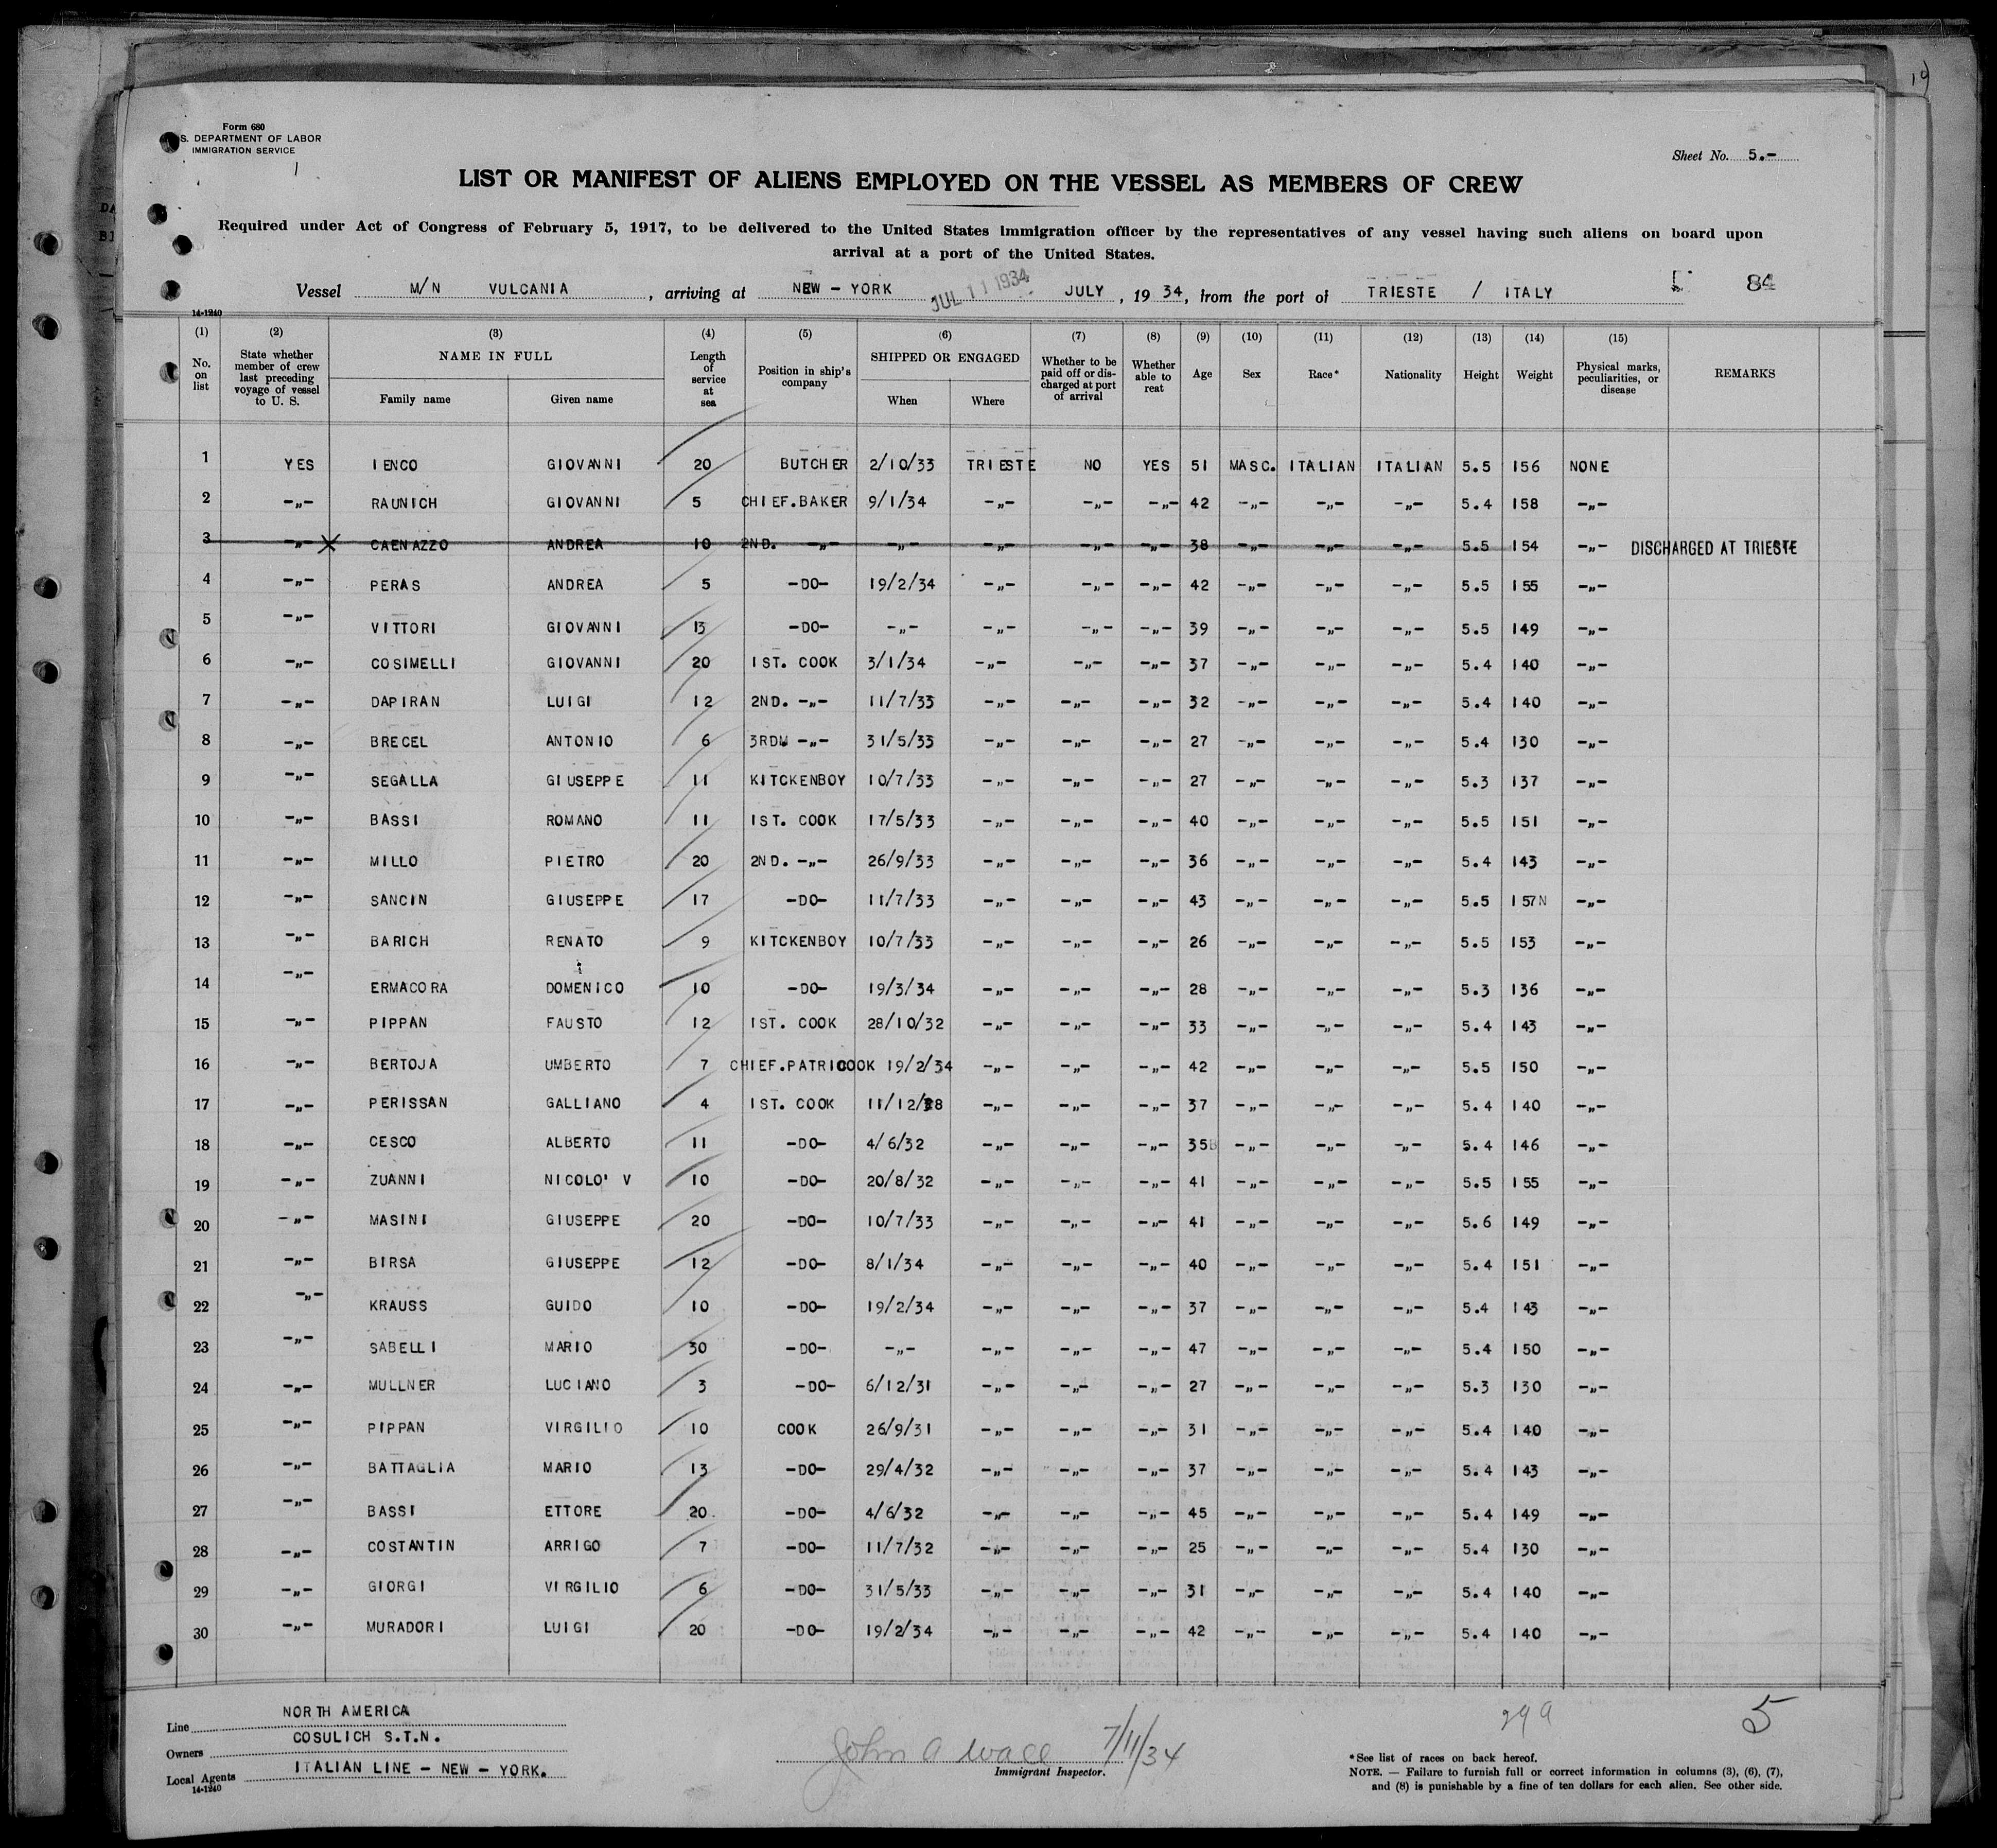 Form 680
S. DEPARTMENT OF LABOR
IMMIGRATION SERVICE
Sheet No. 5.-
LIST OR MANIFEST OF ALIENS EMPLOYED ON THE VESSEL AS MEMBERS OF CREW
Required under Act of Congress of February 5, 1917, to be delivered to the United States immigration officer by the representatives of any vessel having such aliens on board upon
arrival at a port of the United States.
Vessel M/N VULCANIA , arriving at NEW - YORK JUL 11 1934 JULY , 19 34, from the port of TRIESTE / ITALY 84
14-1240
(1) (2) (3) (4) (5) (6) (7) (8) (9) (10) (11) (12) (13) (14) (15)
No. on list State whether member of crew last preceding voyage of vessel to U. S. NAME IN FULL Family name Given name Length of service at sea Position in ship's company SHIPPED OR ENGAGED When Where Whether to be paid off or discharged at port of arrival Whether able to reat Age Sex Race* Nationality Height Weight Physical marks, peculiarities, or disease REMARKS
1 YES IENCO GIOVANNI 20 BUTCHER 2/10/33 TRIESTE NO YES 51 MASC. ITALIAN ITALIAN 5.5 156 NONE
2 -„- RAUNICH GIOVANNI 5 CHIEF.BAKER 9/1/34 -„- -„- -„- 42 -„- -„- -„- 5.4 158 -„-
3 -„- X CAENAZZO ANDREA 10 2ND. -„- -„- -„- -„- -„- 38 -„- -„- -„- 5.5 154 -„- DISCHARGED AT TRIESTE
4 -„- PERAS ANDREA 5 -DO- 19/2/34 -„- -„- -„- 42 -„- -„- -„- 5.5 155 -„-
5 -„- VITTORI GIOVANNI 13 -DO- -„- -„- -„- -„- 39 -„- -„- -„- 5.5 149 -„-
6 -„- COSIMELLI GIOVANNI 20 1ST. COOK 3/1/34 -„- -„- -„- 37 -„- -„- -„- 5.4 140 -„-
7 -„- DAPIRAN LUIGI 12 2ND. -„- 11/7/33 -„- -„- -„- 32 -„- -„- -„- 5.4 140 -„-
8 -„- BRECEL ANTONIO 6 3RDM -„- 31/5/33 -„- -„- -„- 27 -„- -„- -„- 5.4 130 -„-
9 -„- SEGALLA GIUSEPPE 11 KITCKENBOY 10/7/33 -„- -„- -„- 27 -„- -„- -„- 5.3 137 -„-
10 -„- BASSI ROMANO 11 1ST. COOK 17/5/33 -„- -„- -„- 40 -„- -„- -„- 5.5 151 -„-
11 -„- MILLO PIETRO 20 2ND. -„- 26/9/33 -„- -„- -„- 36 -„- -„- -„- 5.4 143 -„-
12 -„- SANCIN GIUSEPPE 17 -DO- 11/7/33 -„- -„- -„- 43 -„- -„- -„- 5.5 157N -„-
13 -„- BARICH RENATO 9 KITCKENBOY 10/7/33 -„- -„- -„- 26 -„- -„- -„- 5.5 153 -„-
14 -„- ERMACORA DOMENICO 10 -DO- 19/3/34 -„- -„- -„- 28 -„- -„- -„- 5.3 136 -„-
15 -„- PIPPAN FAUSTO 12 1ST. COOK 28/10/32 -„- -„- -„- 33 -„- -„- -„- 5.4 143 -„-
16 -„- BERTOJA UMBERTO 7 CHIEF.PATRICOOK 19/2/34 -„- -„- -„- 42 -„- -„- -„- 5.5 150 -„-
17 -„- PERISSAN GALLIANO 4 1ST. COOK 11/12/28 -„- -„- -„- 37 -„- -„- -„- 5.4 140 -„-
18 -„- CESCO ALBERTO 11 -DO- 4/6/32 -„- -„- -„- 35 -„- -„- -„- 5.4 146 -„-
19 -„- ZUANNI NICOLO' V 10 -DO- 20/8/32 -„- -„- -„- 41 -„- -„- -„- 5.5 155 -„-
20 -„- MASINI GIUSEPPE 20 -DO- 10/7/33 -„- -„- -„- 41 -„- -„- -„- 5.6 149 -„-
21 -„- BIRSA GIUSEPPE 12 -DO- 8/1/34 -„- -„- -„- 40 -„- -„- -„- 5.4 151 -„-
22 -„- KRAUSS GUIDO 10 -DO- 19/2/34 -„- -„- -„- 37 -„- -„- -„- 5.4 143 -„-
23 -„- SABELLI MARIO 30 -DO- -„- -„- -„- -„- 47 -„- -„- -„- 5.4 150 -„-
24 -„- MULLNER LUCIANO 3 -DO- 6/12/31 -„- -„- -„- 27 -„- -„- -„- 5.3 130 -„-
25 -„- PIPPAN VIRGILIO 10 COOK 26/9/31 -„- -„- -„- 31 -„- -„- -„- 5.4 140 -„-
26 -„- BATTAGLIA MARIO 13 -DO- 29/4/32 -„- -„- -„- 37 -„- -„- -„- 5.4 143 -„-
27 -„- BASSI ETTORE 20 -DO- 4/6/32 -„- -„- -„- 45 -„- -„- -„- 5.4 149 -„-
28 -„- COSTANTIN ARRIGO 7 -DO- 11/7/32 -„- -„- -„- 25 -„- -„- -„- 5.4 130 -„-
29 -„- GIORGI VIRGILIO 6 -DO- 31/5/33 -„- -„- -„- 31 -„- -„- -„- 5.4 140 -„-
30 -„- MURADORI LUIGI 20 -DO- 19/2/34 -„- -„- -„- 42 -„- -„- -„- 5.4 140 -„-
Line NORTH AMERICA
Owners COSULICH S.T.N.
Local Agents ITALIAN LINE - NEW - YORK.
14-1240
John A Wace 7/11/34
Immigrant Inspector.
29 a
5
*See list of races on back hereof.
NOTE. — Failure to furnish full or correct information in columns (3), (6), (7),
and (8) is punishable by a fine of ten dollars for each alien. See other side.